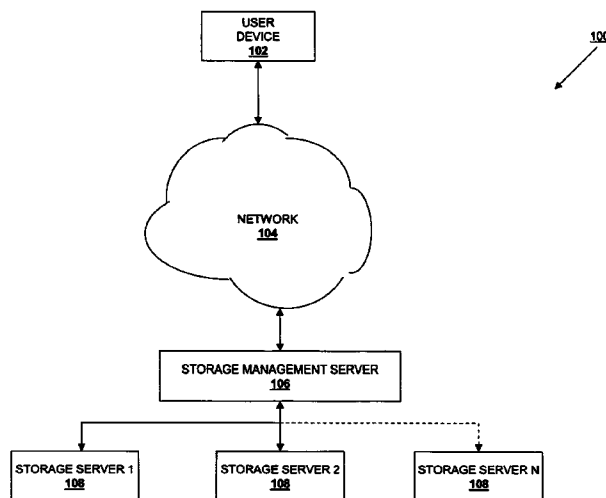 USER
DEVICE
102
100
NETWORK
104
STORAGE MANAGEMENT SERVER
106
STORAGE SERVER 1
108
STORAGE SERVER 2
108
STORAGE SERVER N
108